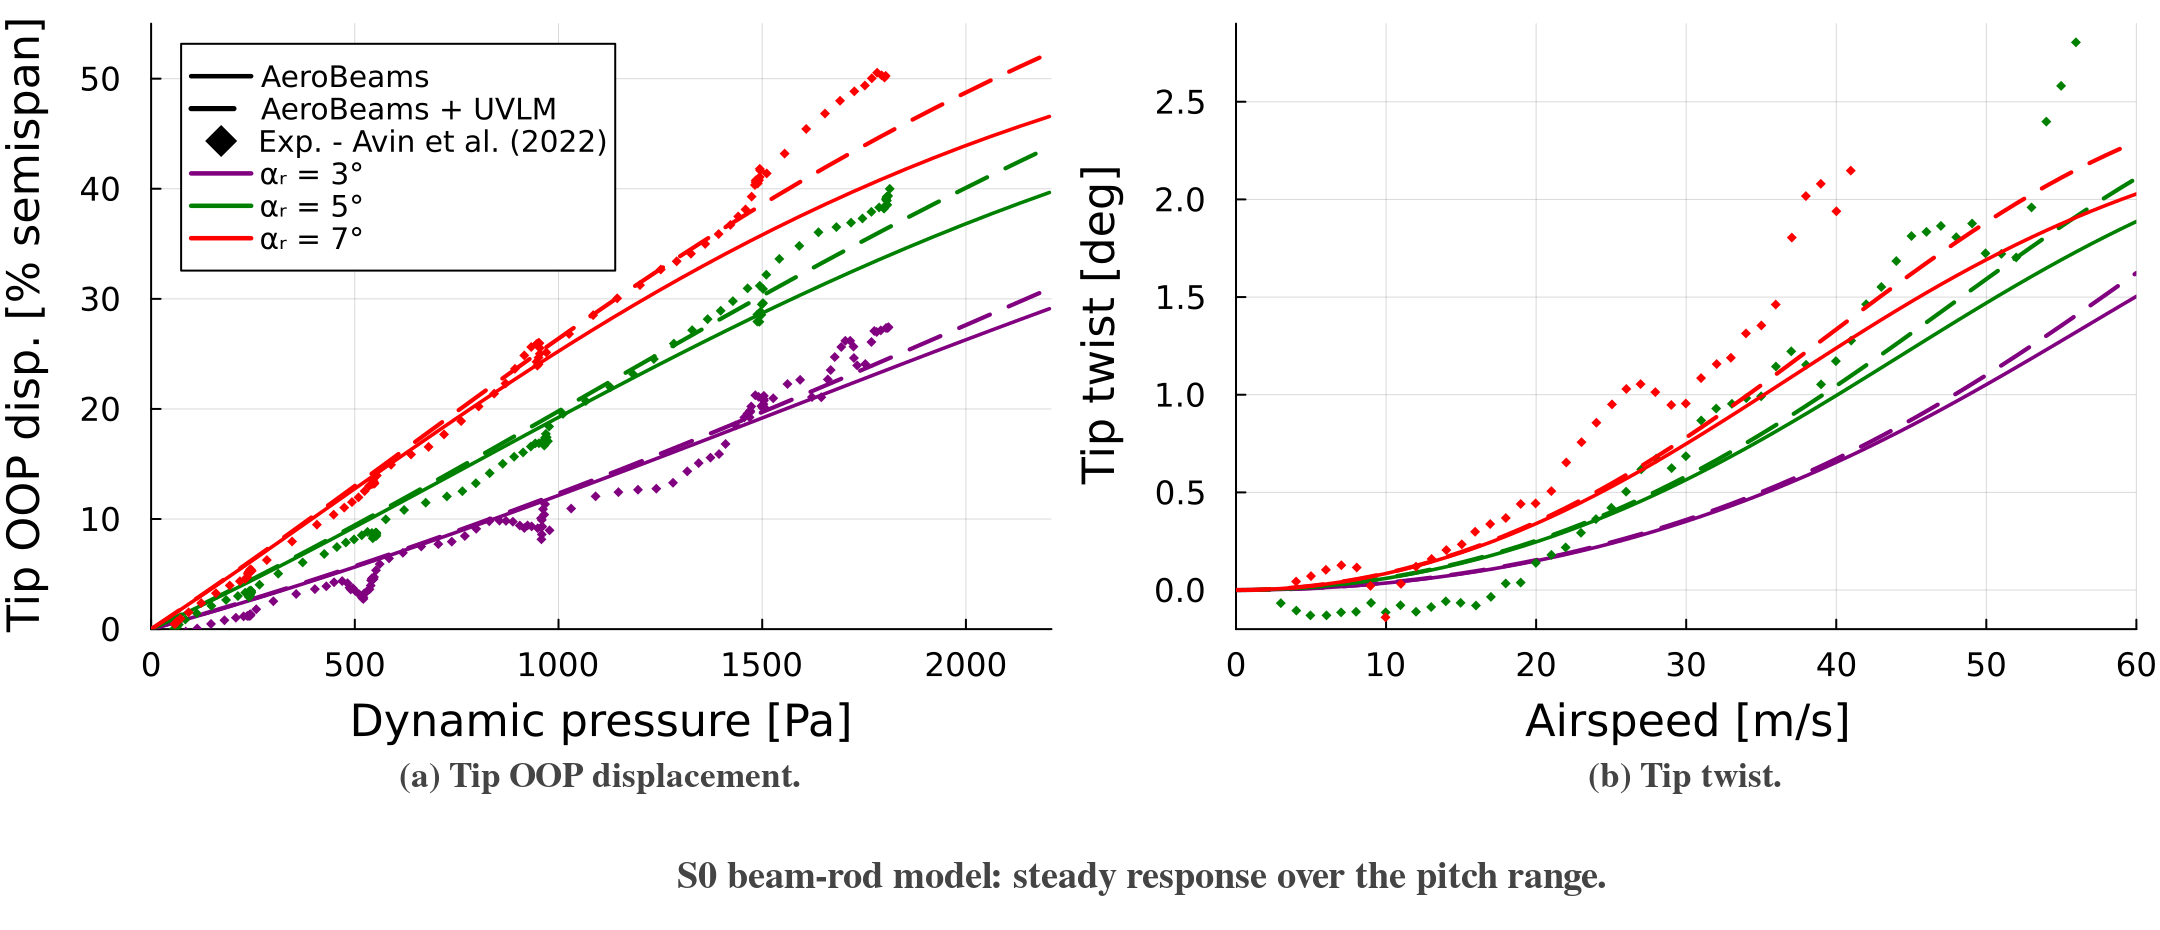 Tip OOP disp. [% semispan]
50
40
30
20
10
0
AeroBeams
AeroBeams + UVLM
Exp. - Avin et al. (2022)
αᵣ = 3°
αᵣ = 5°
αᵣ = 7°
0 500 1000 1500 2000
Dynamic pressure [Pa]
(a) Tip OOP displacement.
Tip twist [deg]
2.5
2.0
1.5
1.0
0.5
0.0
0 10 20 30 40 50 60
Airspeed [m/s]
(b) Tip twist.
S0 beam-rod model: steady response over the pitch range.